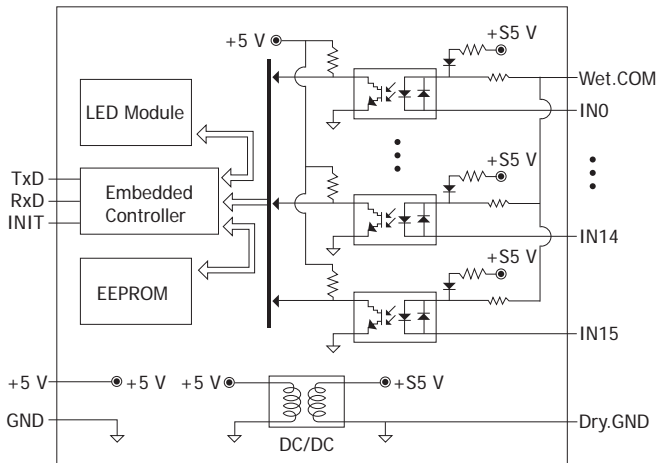 +5 V
+S5 V
Wet.COM
LED Module
IN0
TxD
RxD
INIT
Embedded
Controller
+S5 V
IN14
EEPROM
+S5 V
IN15
+5 V
+5 V
+5 V
+S5 V
GND
DC/DC
Dry.GND